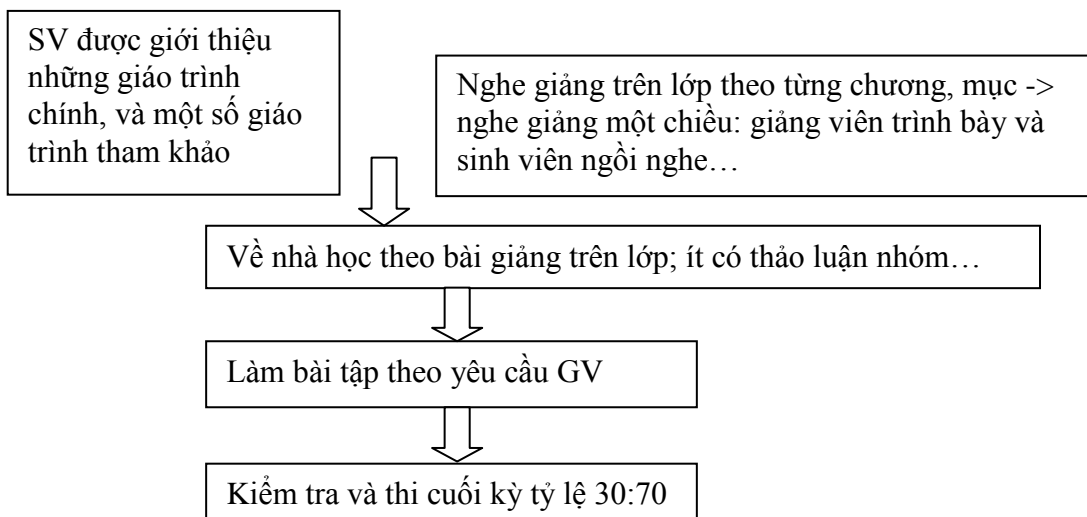 SV được giới thiệu
những giáo trình
chính, và một số giáo
trình tham khảo
Nghe giảng trên lớp theo từng chương, mục ->
nghe giảng một chiều: giảng viên trình bày và
sinh viên ngồi nghe…
Về nhà học theo bài giảng trên lớp; ít có thảo luận nhóm…
Làm bài tập theo yêu cầu GV
Kiểm tra và thi cuối kỳ tỷ lệ 30:70